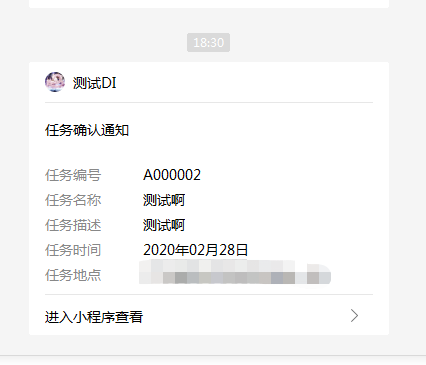 18:30
测试DI
任务确认通知
任务编号 A000002
任务名称 测试啊
任务描述 测试啊
任务时间 2020年02月28日
任务地点
进入小程序查看